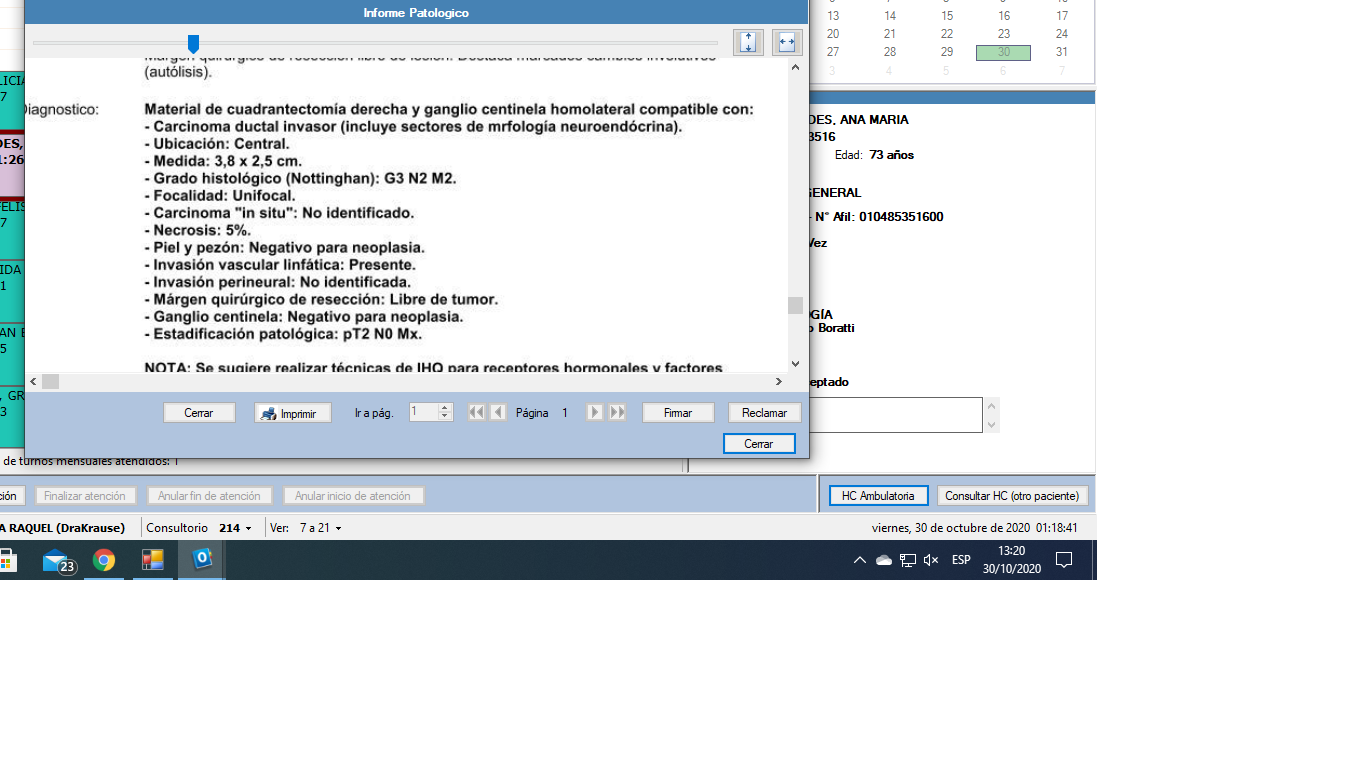 Informe Patologico
(autólisis).
Diagnostico:
Material de cuadrantectomía derecha y ganglio centinela homolateral compatible con:
- Carcinoma ductal invasor (incluye sectores de mrfología neuroendócrina).
- Ubicación: Central.
- Medida: 3,8 x 2,5 cm.
- Grado histológico (Nottinghan): G3 N2 M2.
- Focalidad: Unifocal.
- Carcinoma "in situ": No identificado.
- Necrosis: 5%.
- Piel y pezón: Negativo para neoplasia.
- Invasión vascular linfática: Presente.
- Invasión perineural: No identificada.
- Márgen quirúrgico de resección: Libre de tumor.
- Ganglio centinela: Negativo para neoplasia.
- Estadificación patológica: pT2 N0 Mx.
NOTA: Se sugiere realizar técnicas de IHQ para receptores hormonales y factores
Cerrar
Imprimir
Ir a pág.
1
Página 1
Firmar
Reclamar
Cerrar
13 14 15 16 17
20 21 22 23 24
27 28 29 30 31
3 4 5 6 7
DES, ANA MARIA
3516
Edad: 73 años
GENERAL
- N° Afil: 010485351600
Vez
OGÍA
o Boratti
eptado
LICIA
7
DES,
1:26
FELIS
7
IDA
1
AN E
5
, GR
3
de turnos mensuales atendidos: 1
ción
Finalizar atención
Anular fin de atención
Anular inicio de atención
HC Ambulatoria
Consultar HC (otro paciente)
A RAQUEL (DraKrause)
Consultorio 214
Ver: 7 a 21
viernes, 30 de octubre de 2020 01:18:41
23
ESP
13:20
30/10/2020